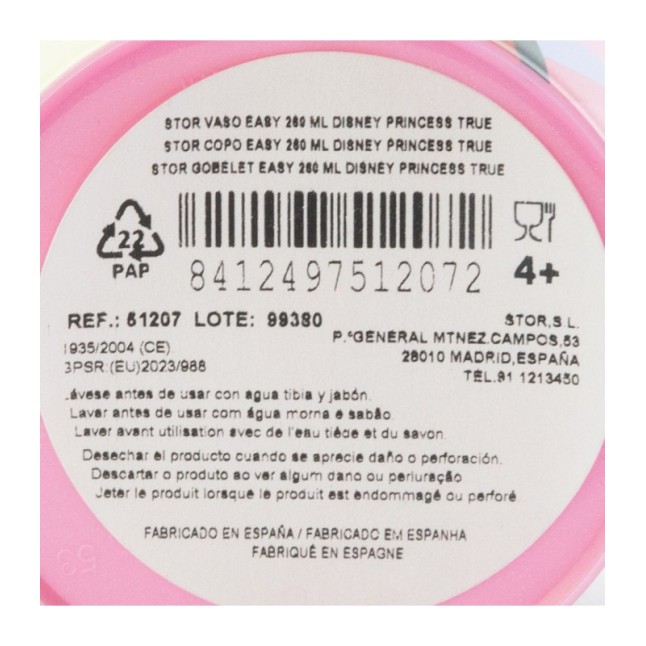 STOR VASO EASY 260 ML DISNEY PRINCESS TRUE
STOR COPO EASY 260 ML DISNEY PRINCESS TRUE
STOR GOBELET EASY 260 ML DISNEY PRINCESS TRUE
22
PAP
8412497512072
4+
REF.: 51207 LOTE: 99380
1935/2004 (CE)
GPSR:(EU)2023/988
STOR,S.L.
P.ºGENERAL MTNEZ.CAMPOS,53
28010 MADRID,ESPAÑA
TEL.91 1213450
Lávese antes de usar con agua tibia y jabón.
Lavar antes de usar com água morna e sabão.
Laver avant utilisation avec de l'eau tiède et du savon.
Desechar el producto cuando se aprecie daño o perforación.
Descartar o produto ao ver algum dano ou perfuração
Jeter le produit lorsque le produit est endommagé ou perforé.
FABRICADO EN ESPAÑA / FABRICADO EM ESPANHA
FABRIQUÉ EN ESPAGNE
53